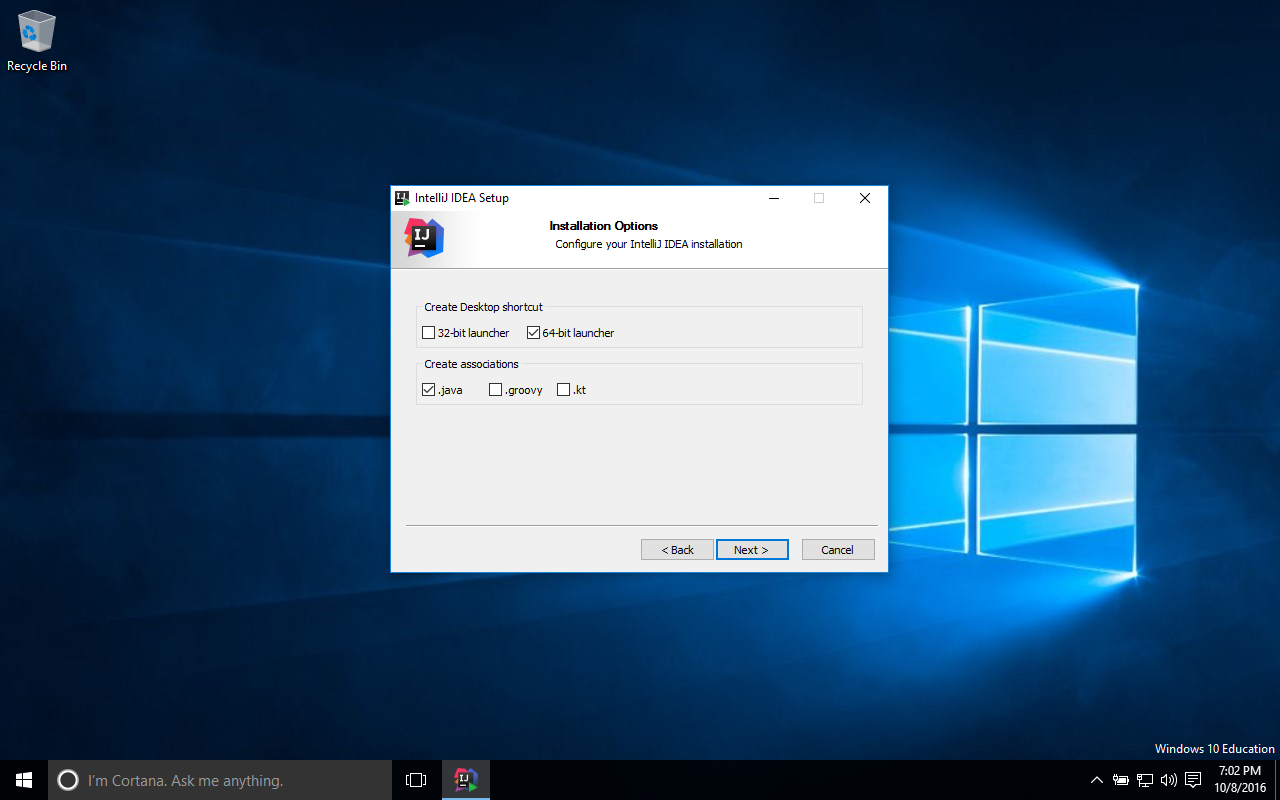 Recycle Bin
IntelliJ IDEA Setup
IJ
Installation Options
Configure your IntelliJ IDEA installation
Create Desktop shortcut
32-bit launcher 64-bit launcher
Create associations
.java .groovy .kt
< Back Next > Cancel
Windows 10 Education
I'm Cortana. Ask me anything.
IJ
7:02 PM
10/8/2016